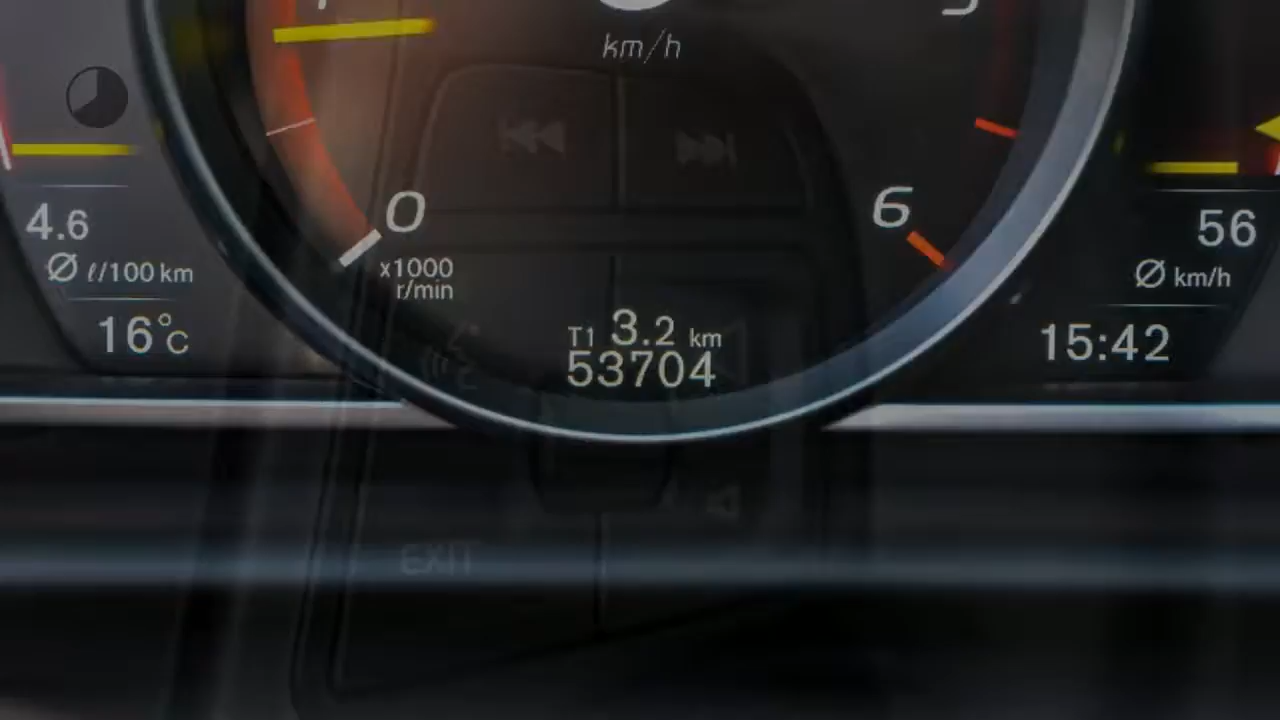 km/h
0
6
x1000
r/min
4.6
Ø ℓ/100 km
16°C
T1 3.2 km
53704
56
Ø km/h
15:42
EXIT